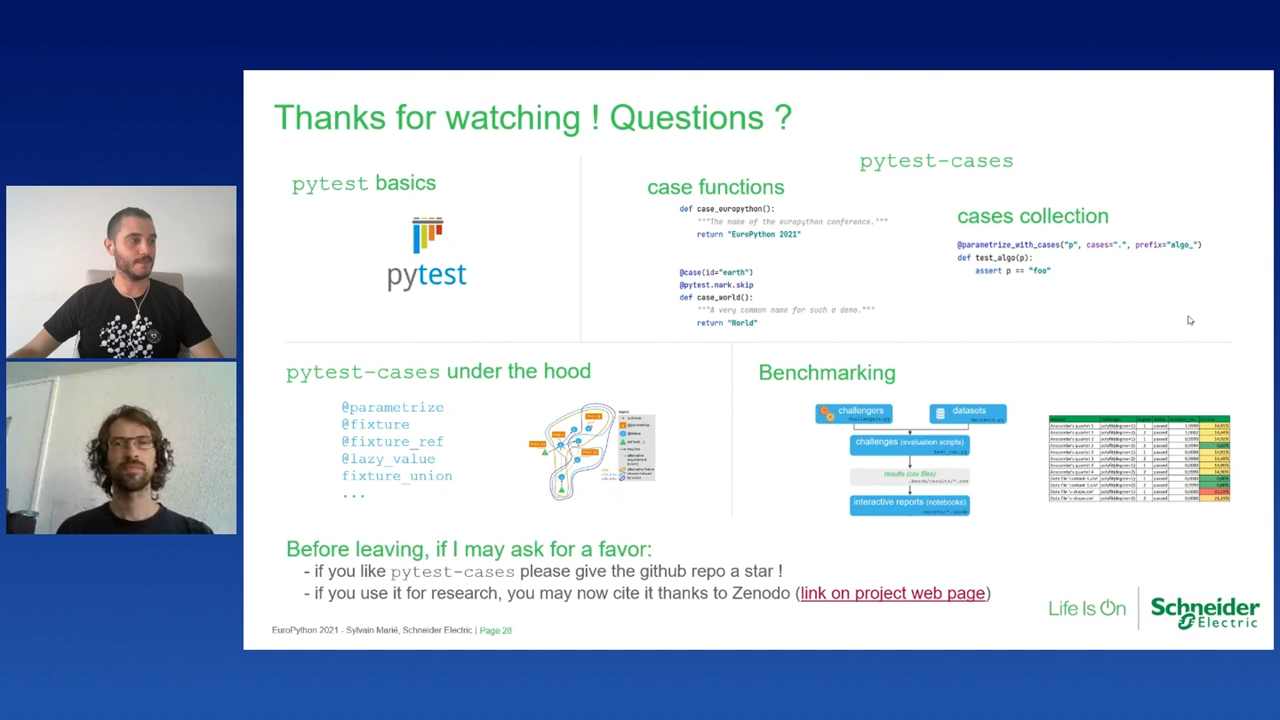 Thanks for watching ! Questions ?
pytest-cases
pytest basics
pytest
case functions
def case_europython():
"""The name of the europython conference."""
return "EuroPython 2021"
@case(id="earth")
@pytest.mark.skip
def case_world():
"""A very common name for such a demo."""
return "World"
cases collection
@parametrize_with_cases("p", cases=".", prefix="algo_")
def test_algo(p):
assert p == "foo"
pytest-cases under the hood
@parametrize
@fixture
@fixture_ref
@lazy_value
fixture_union
...
Benchmarking
challengers
datasets
challenges (evaluation scripts)
results (csv files)
interactive reports (notebooks)
Before leaving, if I may ask for a favor:
- if you like pytest-cases please give the github repo a star !
- if you use it for research, you may now cite it thanks to Zenodo (link on project web page)
Life Is On
Schneider
Electric
EuroPython 2021 - Sylvain Marié, Schneider Electric | Page 28